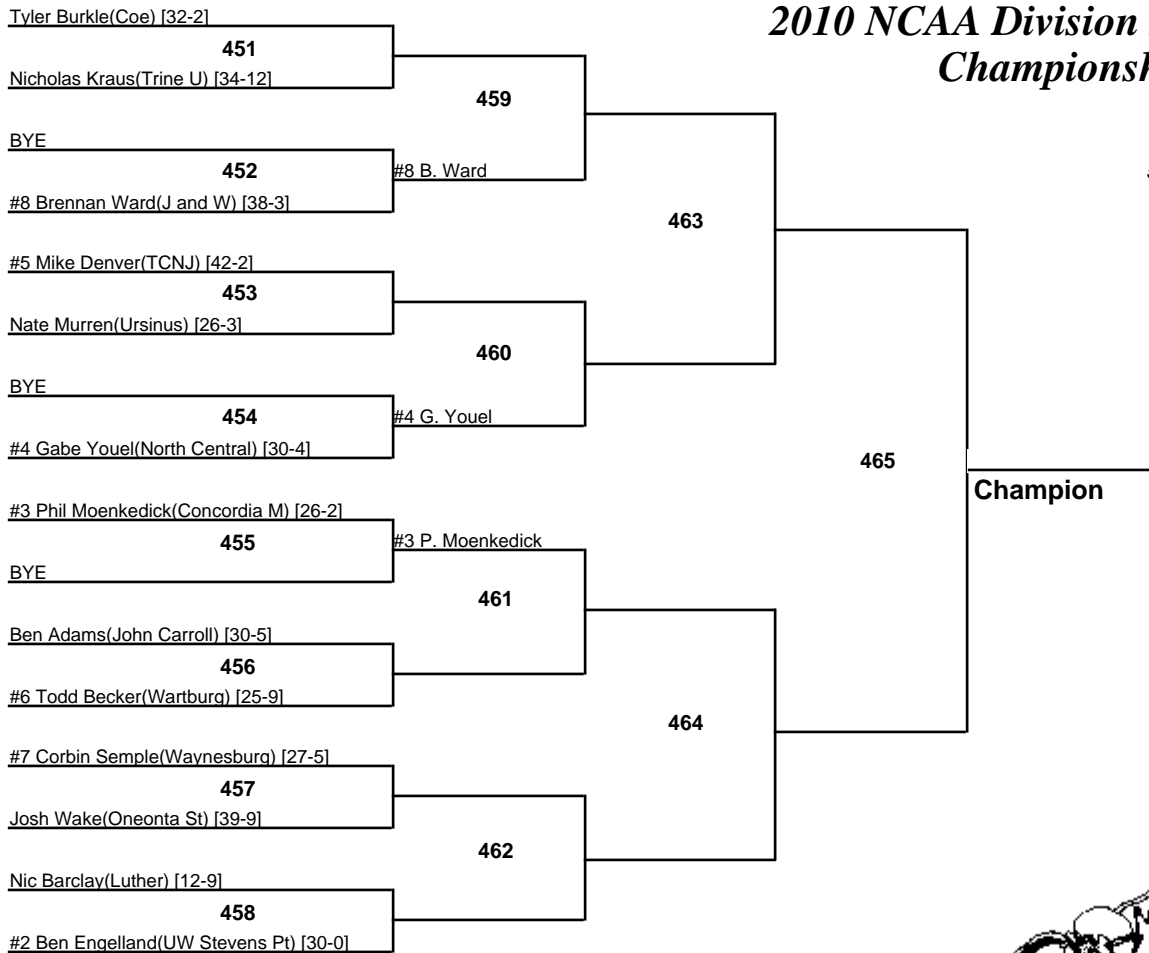 2010 NCAA Division
Championsh
Tyler Burkle(Coe) [32-2]
451
Nicholas Kraus(Trine U) [34-12]
459
BYE
452
#8 B. Ward
#8 Brennan Ward(J and W) [38-3]
463
#5 Mike Denver(TCNJ) [42-2]
453
Nate Murren(Ursinus) [26-3]
460
BYE
454
#4 G. Youel
#4 Gabe Youel(North Central) [30-4]
465
Champion
#3 Phil Moenkedick(Concordia M) [26-2]
455
#3 P. Moenkedick
BYE
461
Ben Adams(John Carroll) [30-5]
456
#6 Todd Becker(Wartburg) [25-9]
464
#7 Corbin Semple(Waynesburg) [27-5]
457
Josh Wake(Oneonta St) [39-9]
462
Nic Barclay(Luther) [12-9]
458
#2 Ben Engelland(UW Stevens Pt) [30-0]